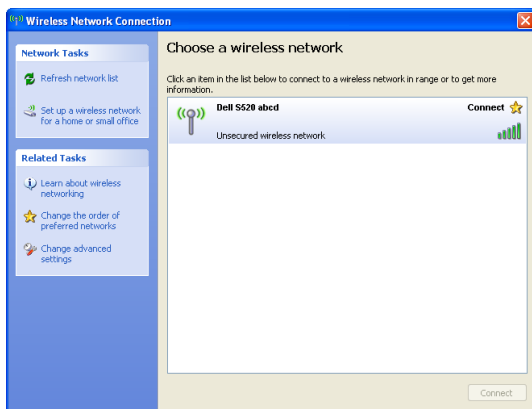 Wireless Network Connection
Network Tasks
Refresh network list
Set up a wireless network
for a home or small office
Related Tasks
Learn about wireless
networking
Change the order of
preferred networks
Change advanced
settings
Choose a wireless network
Click an item in the list below to connect to a wireless network in range or to get more
information.
Dell S520 abcd
Connect
Unsecured wireless network
Connect